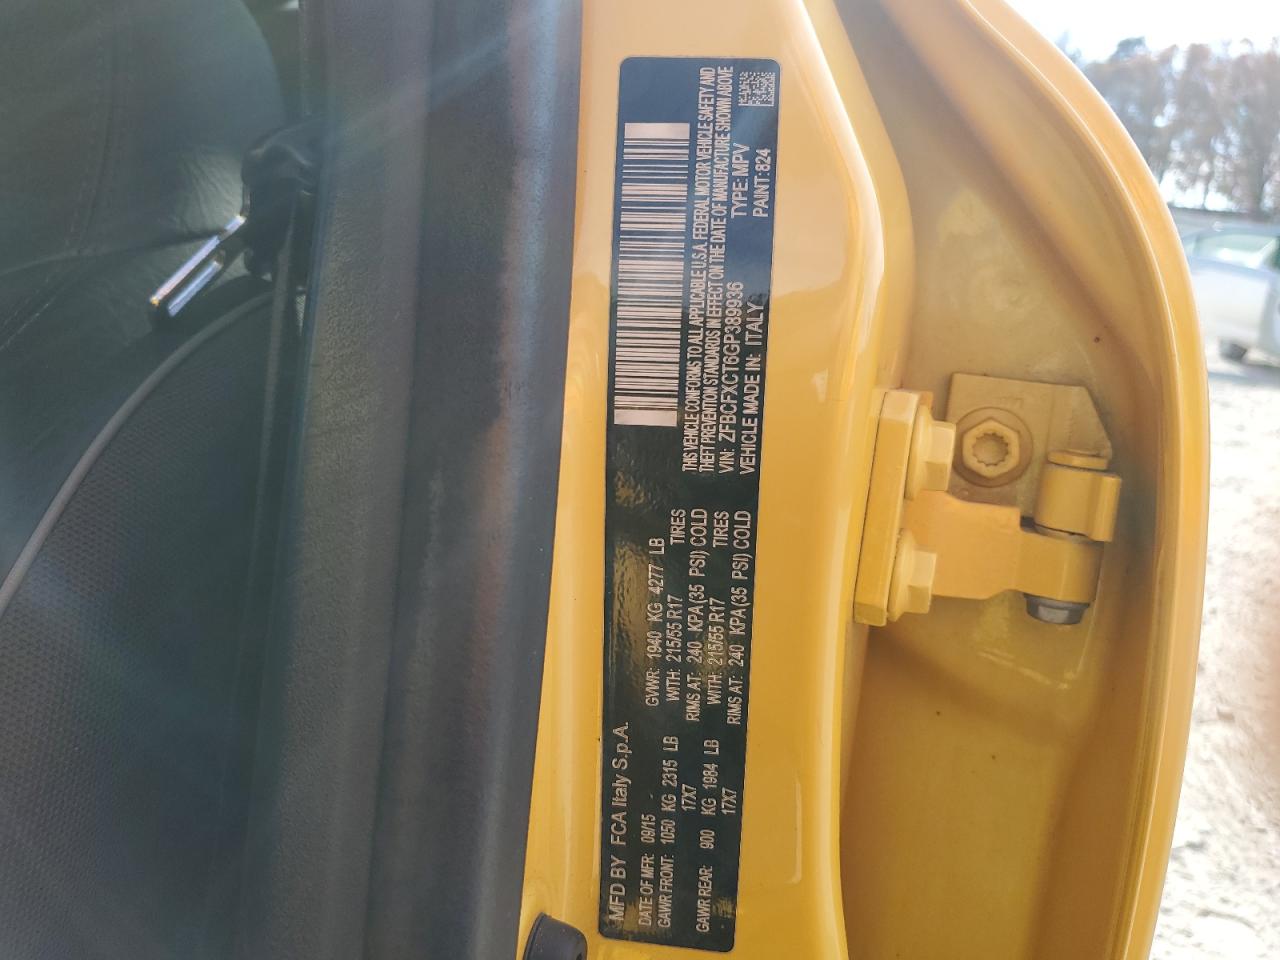 MFD BY FCA Italy S.p.A.
DATE OF MFR: 09/15 GVWR: 1940 KG 4277 LB
GAWR FRONT: 1050 KG 2315 LB WITH: 215/55 R17 TIRES
17X7 RIMS AT: 240 KPA(35 PSI) COLD
GAWR REAR: 900 KG 1984 LB WITH: 215/55 R17 TIRES
17X7 RIMS AT: 240 KPA(35 PSI) COLD
THIS VEHICLE CONFORMS TO ALL APPLICABLE U.S.A. FEDERAL MOTOR VEHICLE SAFETY AND
THEFT PREVENTION STANDARDS IN EFFECT ON THE DATE OF MANUFACTURE SHOWN ABOVE
VIN: ZFBCFXCT6GP389936 TYPE: MPV
VEHICLE MADE IN: ITALY PAINT: 824